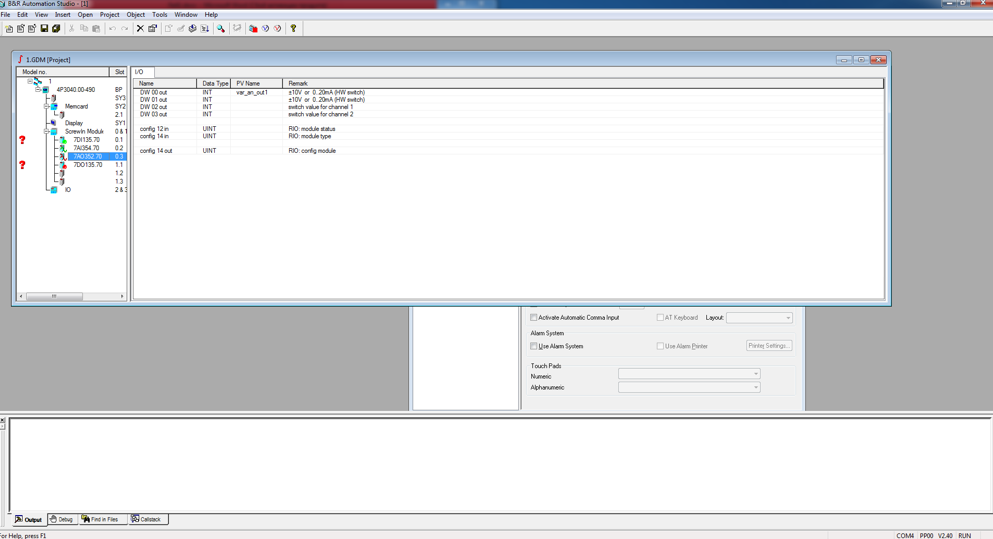 B&R Automation Studio - [1]
File Edit View Insert Open Project Object Tools Window Help
1.GDM [Project]
Model no. Slot
I/O
Name Data Type PV Name Remark
1
4P3040.00-490 BP
SY3
Memcard SY2
2.1
Display SY1
ScrewIn Module 0 & 1
7DI135.70 0.1
7AI354.70 0.2
7AO352.70 0.3
7DO135.70 1.1
1.2
1.3
IO 2 & 3
DW 00 out INT var_an_out1 ±10V or 0..20mA (HW switch)
DW 01 out INT ±10V or 0..20mA (HW switch)
DW 02 out INT switch value for channel 1
DW 03 out INT switch value for channel 2
config 12 in UINT RIO: module status
config 14 in UINT RIO: module type
config 14 out UINT RIO: config module
Activate Automatic Comma Input AT Keyboard Layout:
Alarm System
Use Alarm System Use Alarm Printer Printer Settings...
Touch Pads
Numeric
Alphanumeric
Output Debug Find in Files Callstack
For Help, press F1 COM4 PP00 V2.40 RUN